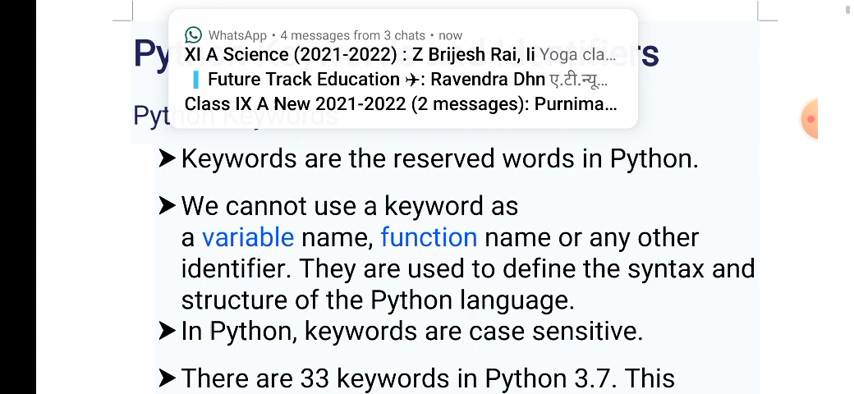 WhatsApp • 4 messages from 3 chats • now
XI A Science (2021-2022) : Z Brijesh Rai, Ii Yoga cla...
Future Track Education ✈: Ravendra Dhn ए.टी.न्यू...
Class IX A New 2021-2022 (2 messages): Purnima...
Python Keywords
➤ Keywords are the reserved words in Python.
➤ We cannot use a keyword as
a variable name, function name or any other
identifier. They are used to define the syntax and
structure of the Python language.
➤ In Python, keywords are case sensitive.
➤ There are 33 keywords in Python 3.7. This